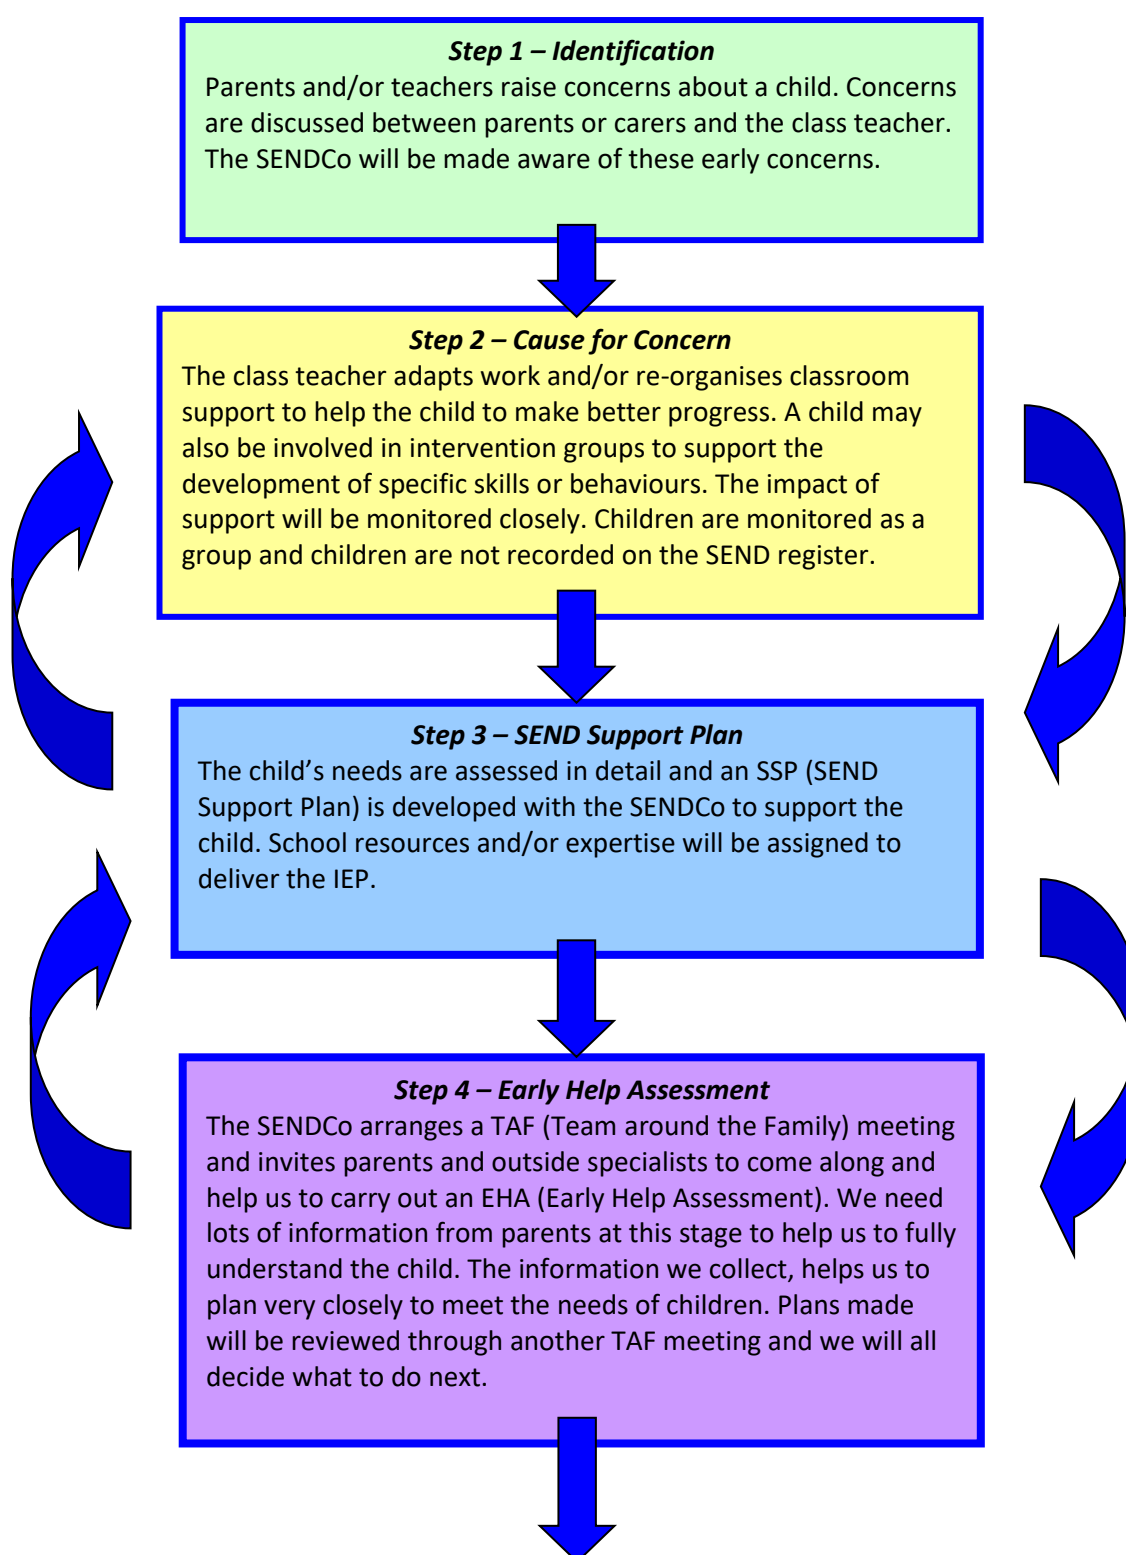 Step 1 – Identification
Parents and/or teachers raise concerns about a child. Concerns
are discussed between parents or carers and the class teacher.
The SENDCo will be made aware of these early concerns.
Step 2 – Cause for Concern
The class teacher adapts work and/or re-organises classroom
support to help the child to make better progress. A child may
also be involved in intervention groups to support the
development of specific skills or behaviours. The impact of
support will be monitored closely. Children are monitored as a
group and children are not recorded on the SEND register.
Step 3 – SEND Support Plan
The child’s needs are assessed in detail and an SSP (SEND
Support Plan) is developed with the SENDCo to support the
child. School resources and/or expertise will be assigned to
deliver the IEP.
Step 4 – Early Help Assessment
The SENDCo arranges a TAF (Team around the Family) meeting
and invites parents and outside specialists to come along and
help us to carry out an EHA (Early Help Assessment). We need
lots of information from parents at this stage to help us to fully
understand the child. The information we collect, helps us to
plan very closely to meet the needs of children. Plans made
will be reviewed through another TAF meeting and we will all
decide what to do next.